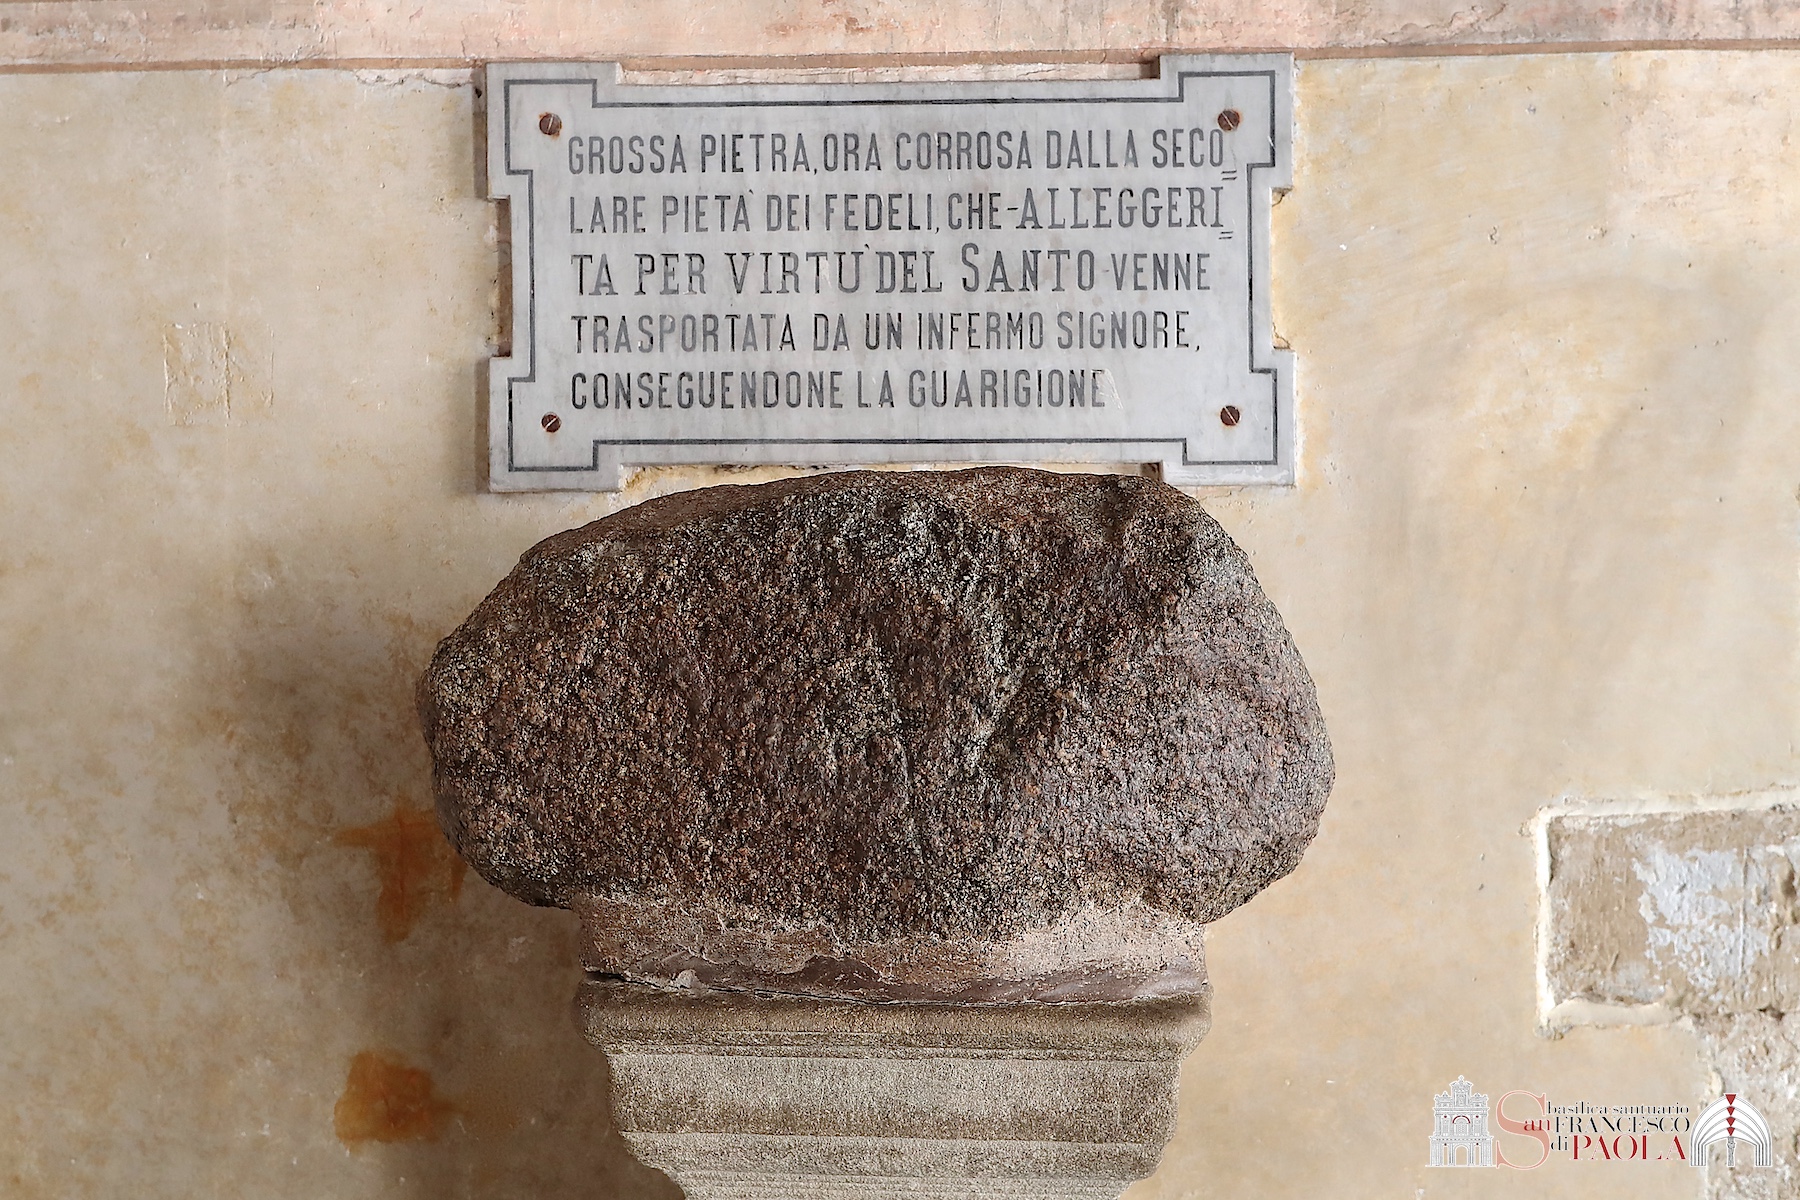 GROSSA PIETRA, ORA CORROSA DALLA SECO=
LARE PIETÀ DEI FEDELI, CHE-ALLEGGERI=
TA PER VIRTU' DEL SANTO-VENNE
TRASPORTATA DA UN INFERMO SIGNORE,
CONSEGUENDONE LA GUARIGIONE
basilica santuario
San FRANCESCO
di PAOLA